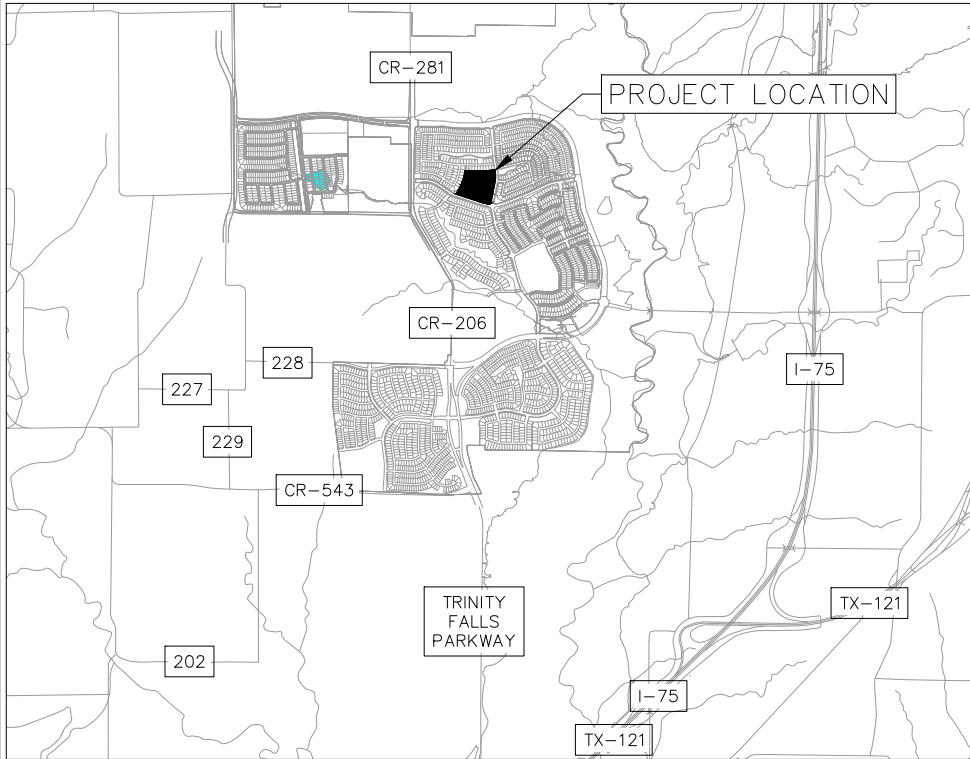 CR-281
PROJECT LOCATION
CR-206
228
I-75
227
229
CR-543
TRINITY
FALLS
PARKWAY
TX-121
202
I-75
TX-121